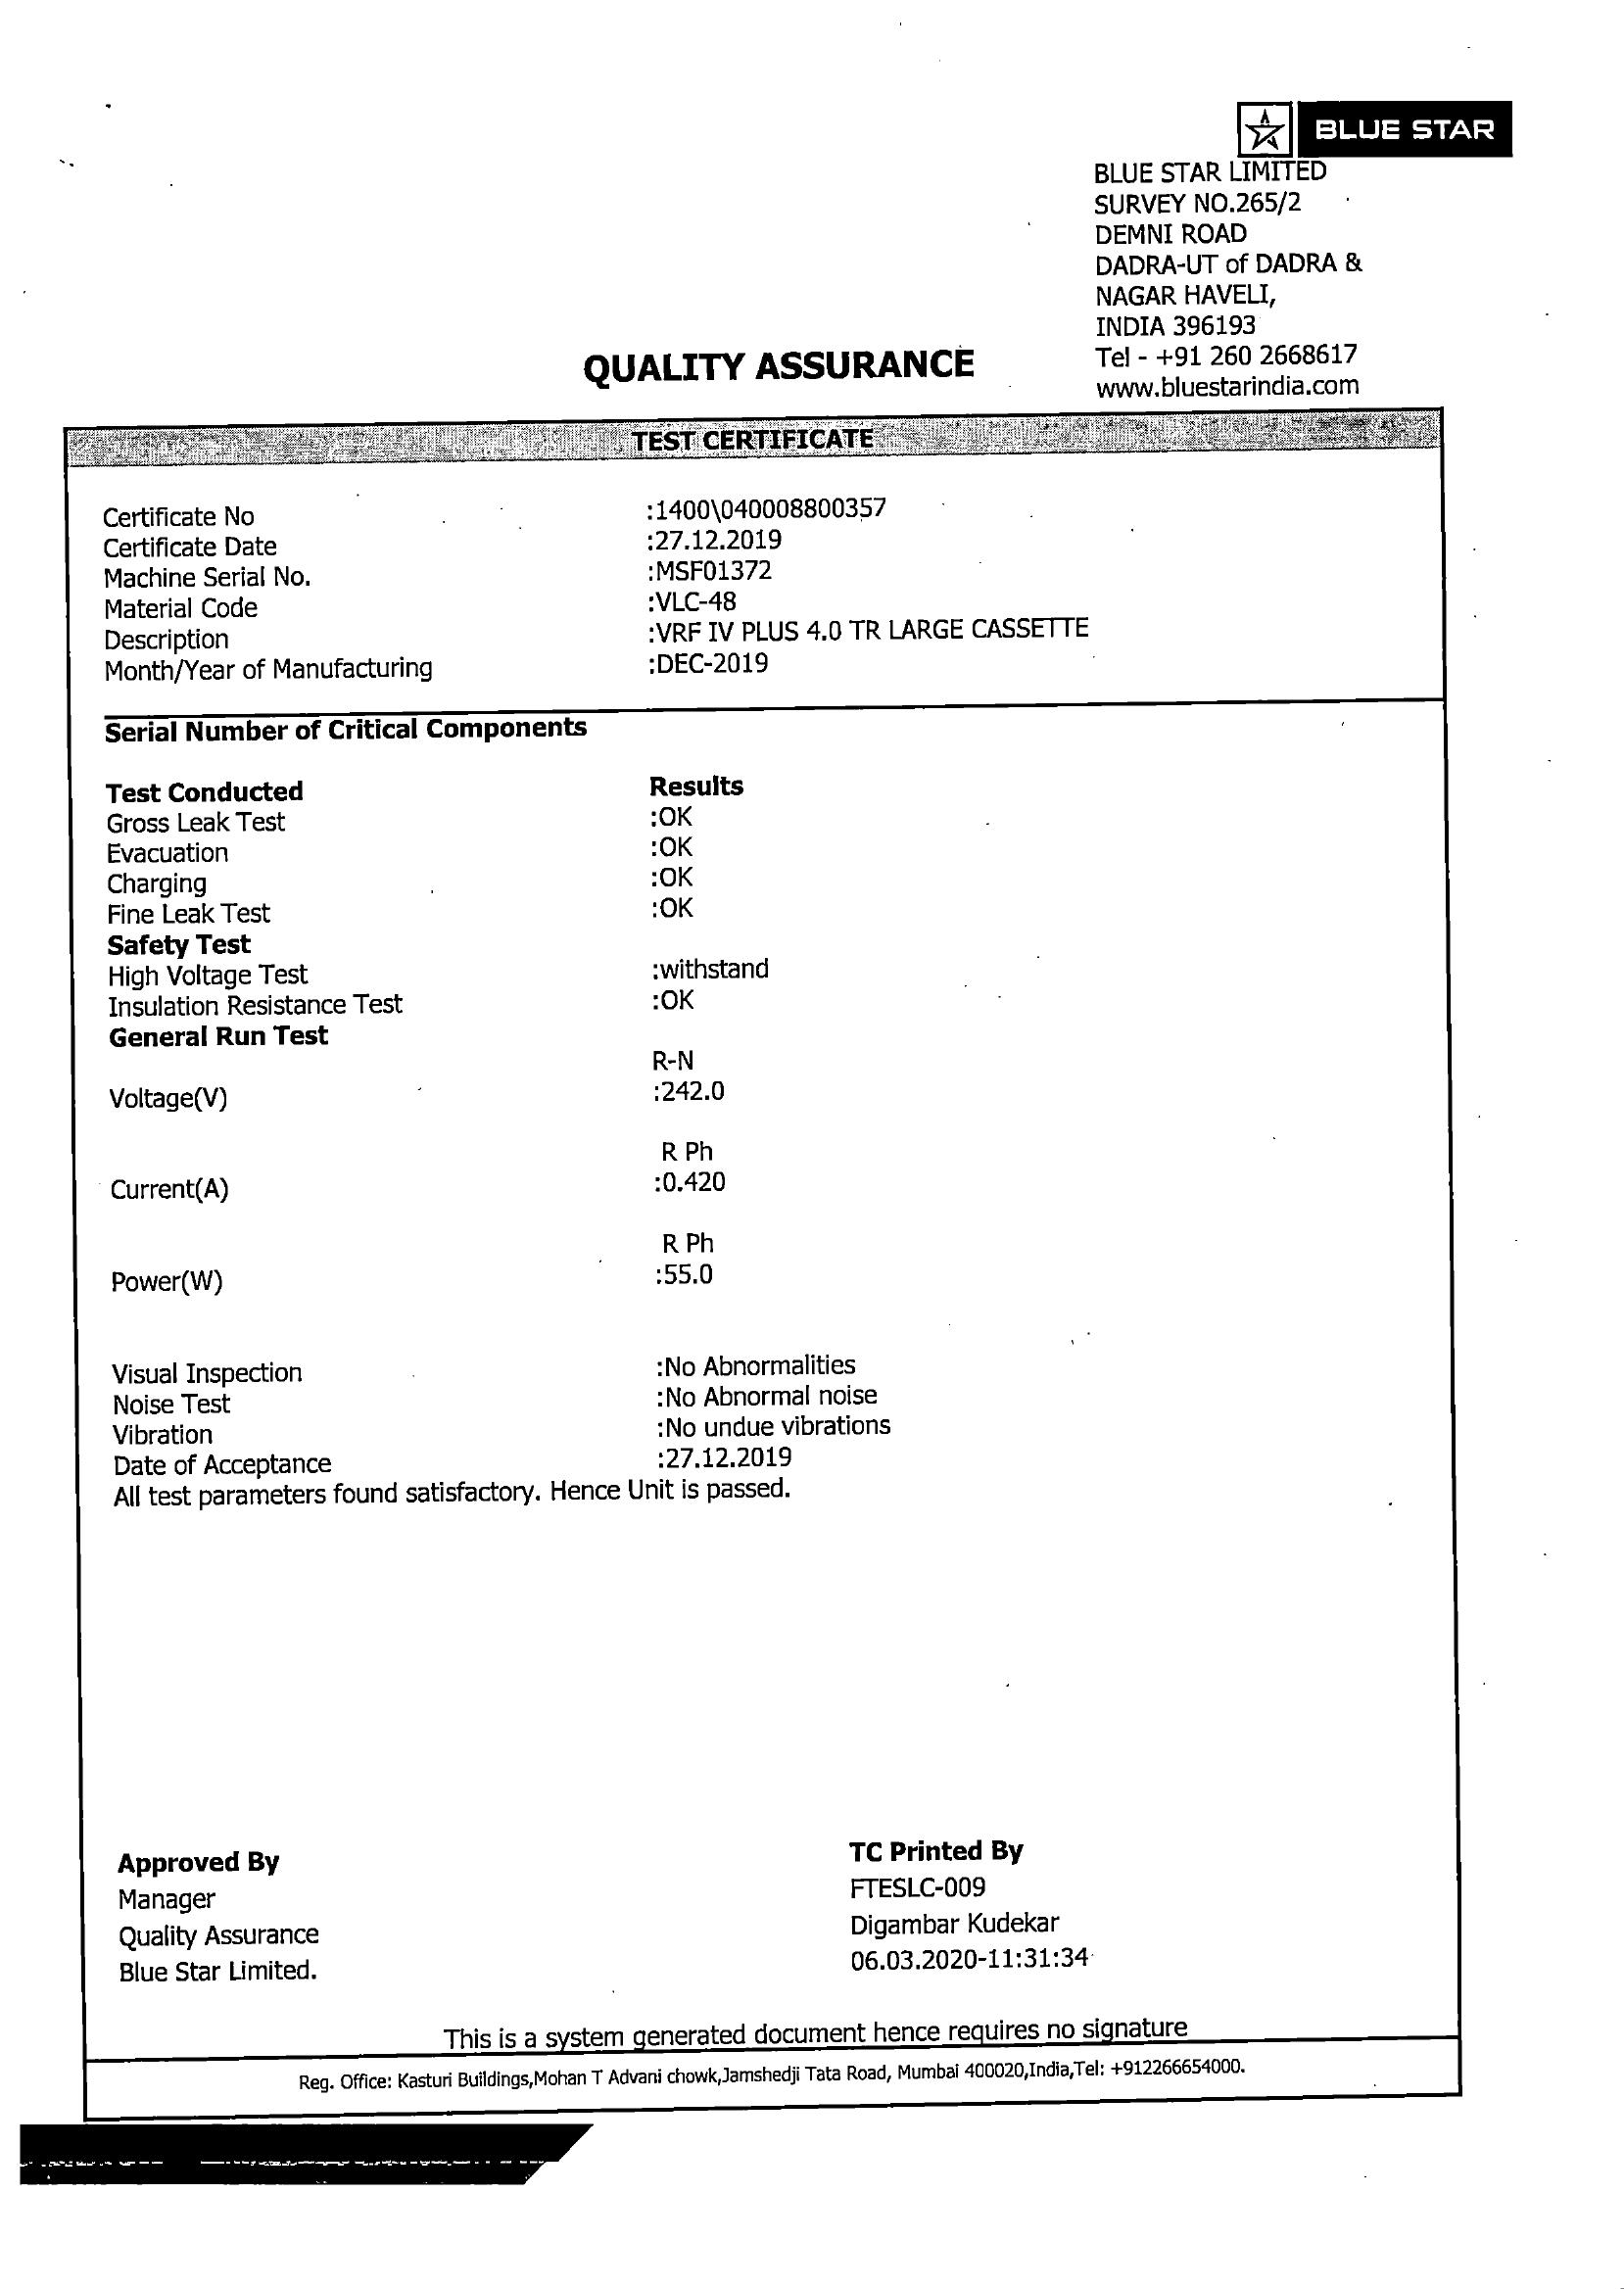 BLUE STAR
BLUE STAR LIMITED
SURVEY NO.265/2
DEMNI ROAD
DADRA-UT of DADRA &
NAGAR HAVELI,
INDIA 396193
Tel - +91 260 2668617
www.bluestarindia.com
QUALITY ASSURANCE
TEST CERTIFICATE
Certificate No :1400\040008800357
Certificate Date :27.12.2019
Machine Serial No. :MSF01372
Material Code :VLC-48
Description :VRF IV PLUS 4.0 TR LARGE CASSETTE
Month/Year of Manufacturing :DEC-2019
Serial Number of Critical Components
Test Conducted Results
Gross Leak Test :OK
Evacuation :OK
Charging :OK
Fine Leak Test :OK
Safety Test
High Voltage Test :withstand
Insulation Resistance Test :OK
General Run Test
R-N
Voltage(V) :242.0
R Ph
Current(A) :0.420
R Ph
Power(W) :55.0
Visual Inspection :No Abnormalities
Noise Test :No Abnormal noise
Vibration :No undue vibrations
Date of Acceptance :27.12.2019
All test parameters found satisfactory. Hence Unit is passed.
Approved By TC Printed By
Manager FTESLC-009
Quality Assurance Digambar Kudekar
Blue Star Limited. 06.03.2020-11:31:34
This is a system generated document hence requires no signature
Reg. Office: Kasturi Buildings,Mohan T Advani chowk,Jamshedji Tata Road, Mumbai 400020,India,Tel: +912266654000.